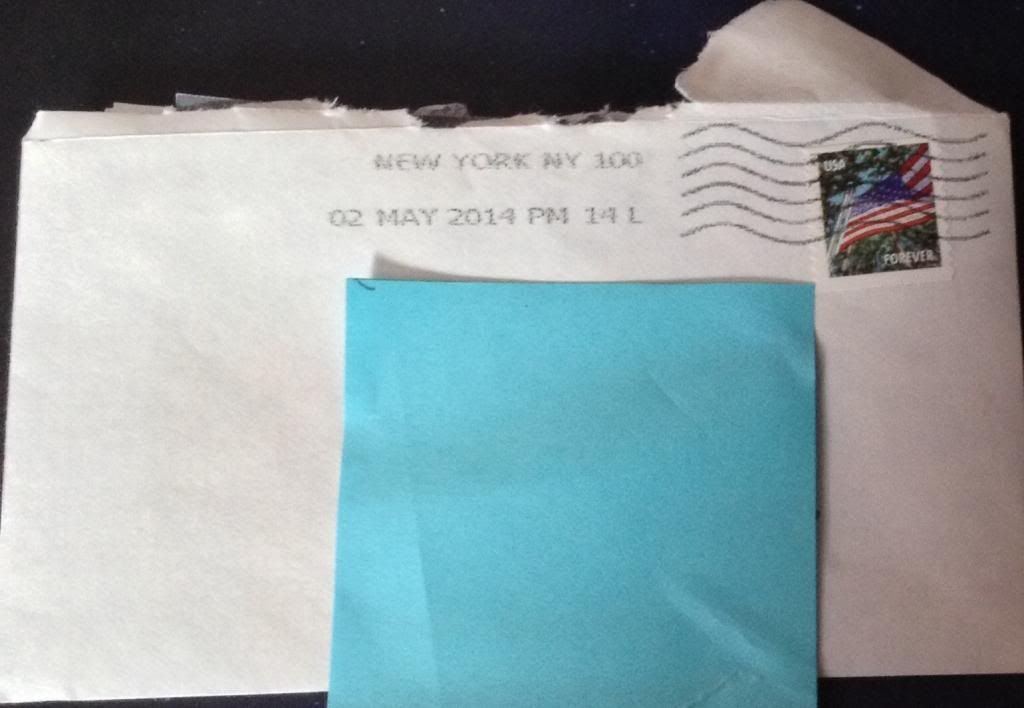 NEW YORK NY 100
02 MAY 2014 PM 14 L
USA
FOREVER